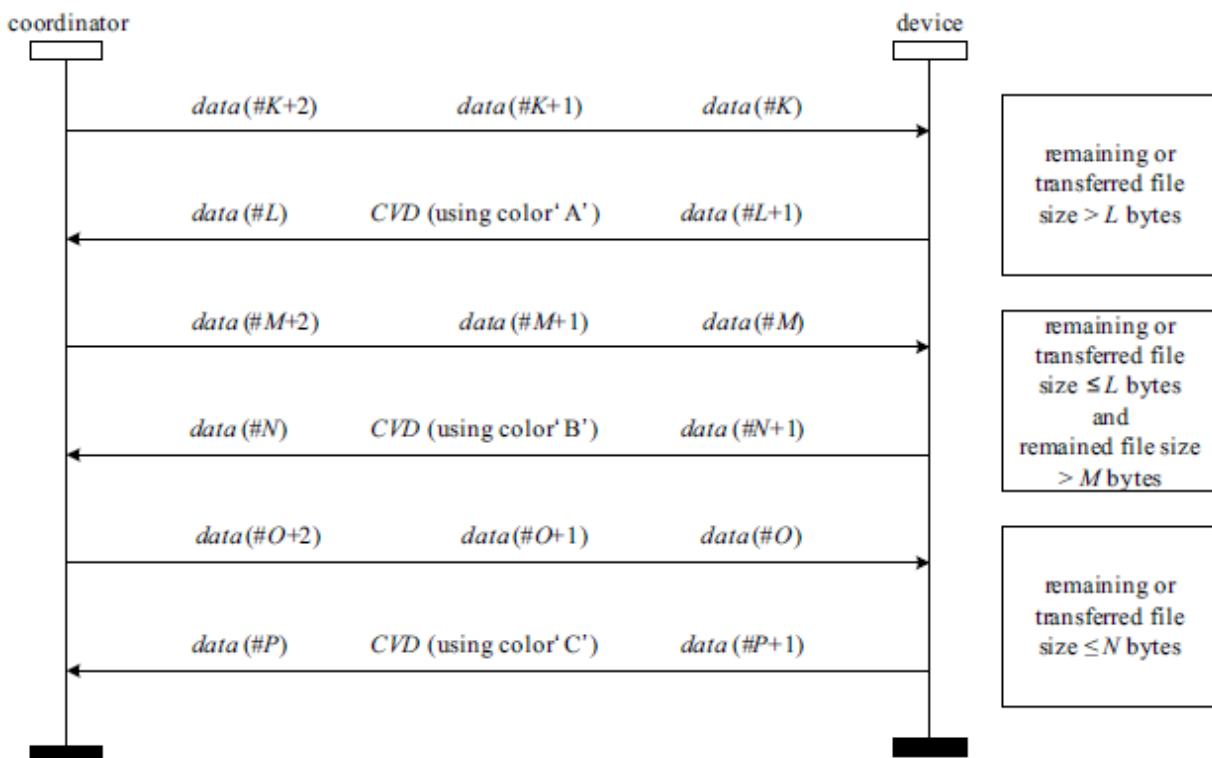 coordinator
device
data(#K+2) data(#K+1) data(#K)
remaining or
transferred file
size > L bytes
data(#L) CVD (using color‘A’) data(#L+1)
data(#M+2) data(#M+1) data(#M)
remaining or
transferred file
size ≤ L bytes
and
remained file size
> M bytes
data(#N) CVD (using color‘B’) data(#N+1)
data(#O+2) data(#O+1) data(#O)
remaining or
transferred file
size ≤ N bytes
data(#P) CVD (using color‘C’) data(#P+1)